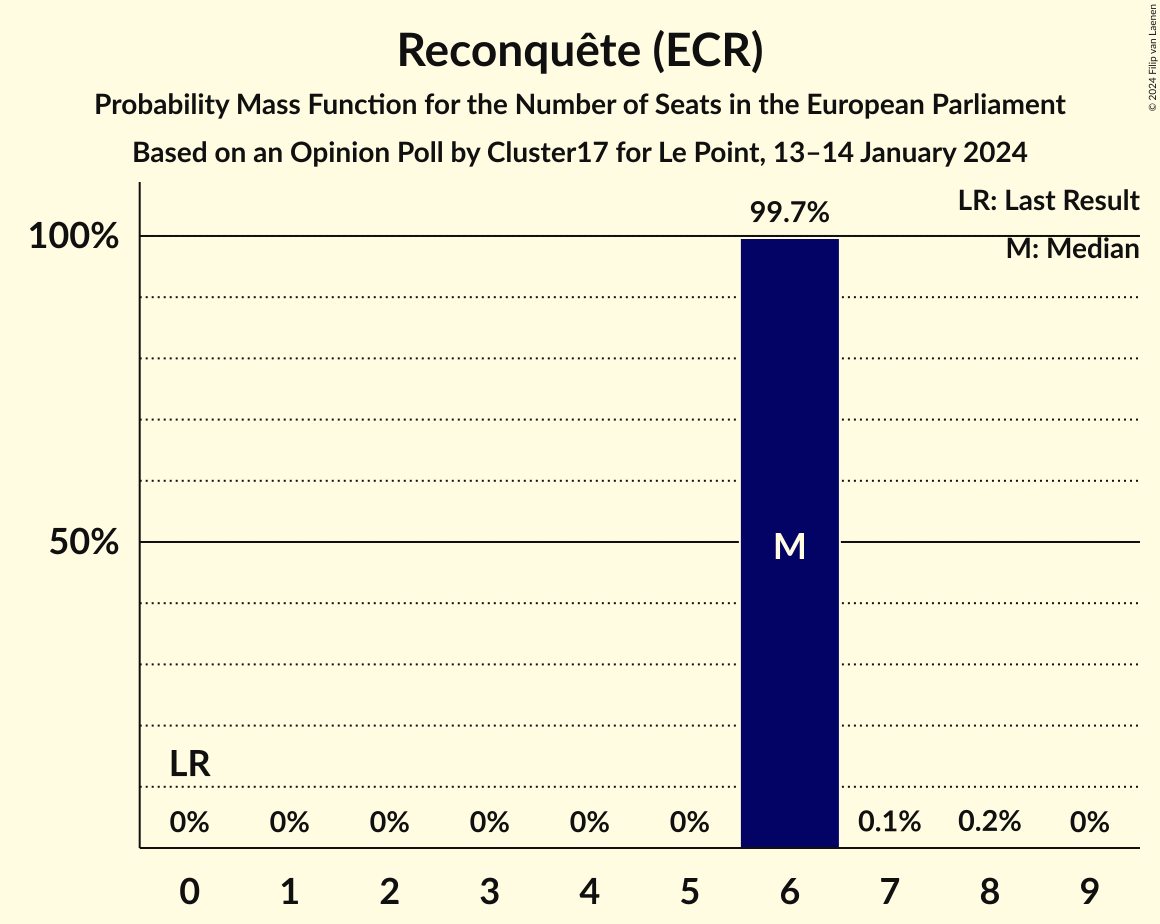 Reconquête (ECR)
Probability Mass Function for the Number of Seats in the European Parliament
Based on an Opinion Poll by Cluster17 for Le Point, 13–14 January 2024
© 2024 Filip van Laenen
LR: Last Result
M: Median
99.7%
100%
50%
M
LR
0% 0% 0% 0% 0% 0% 0.1% 0.2% 0%
0 1 2 3 4 5 6 7 8 9